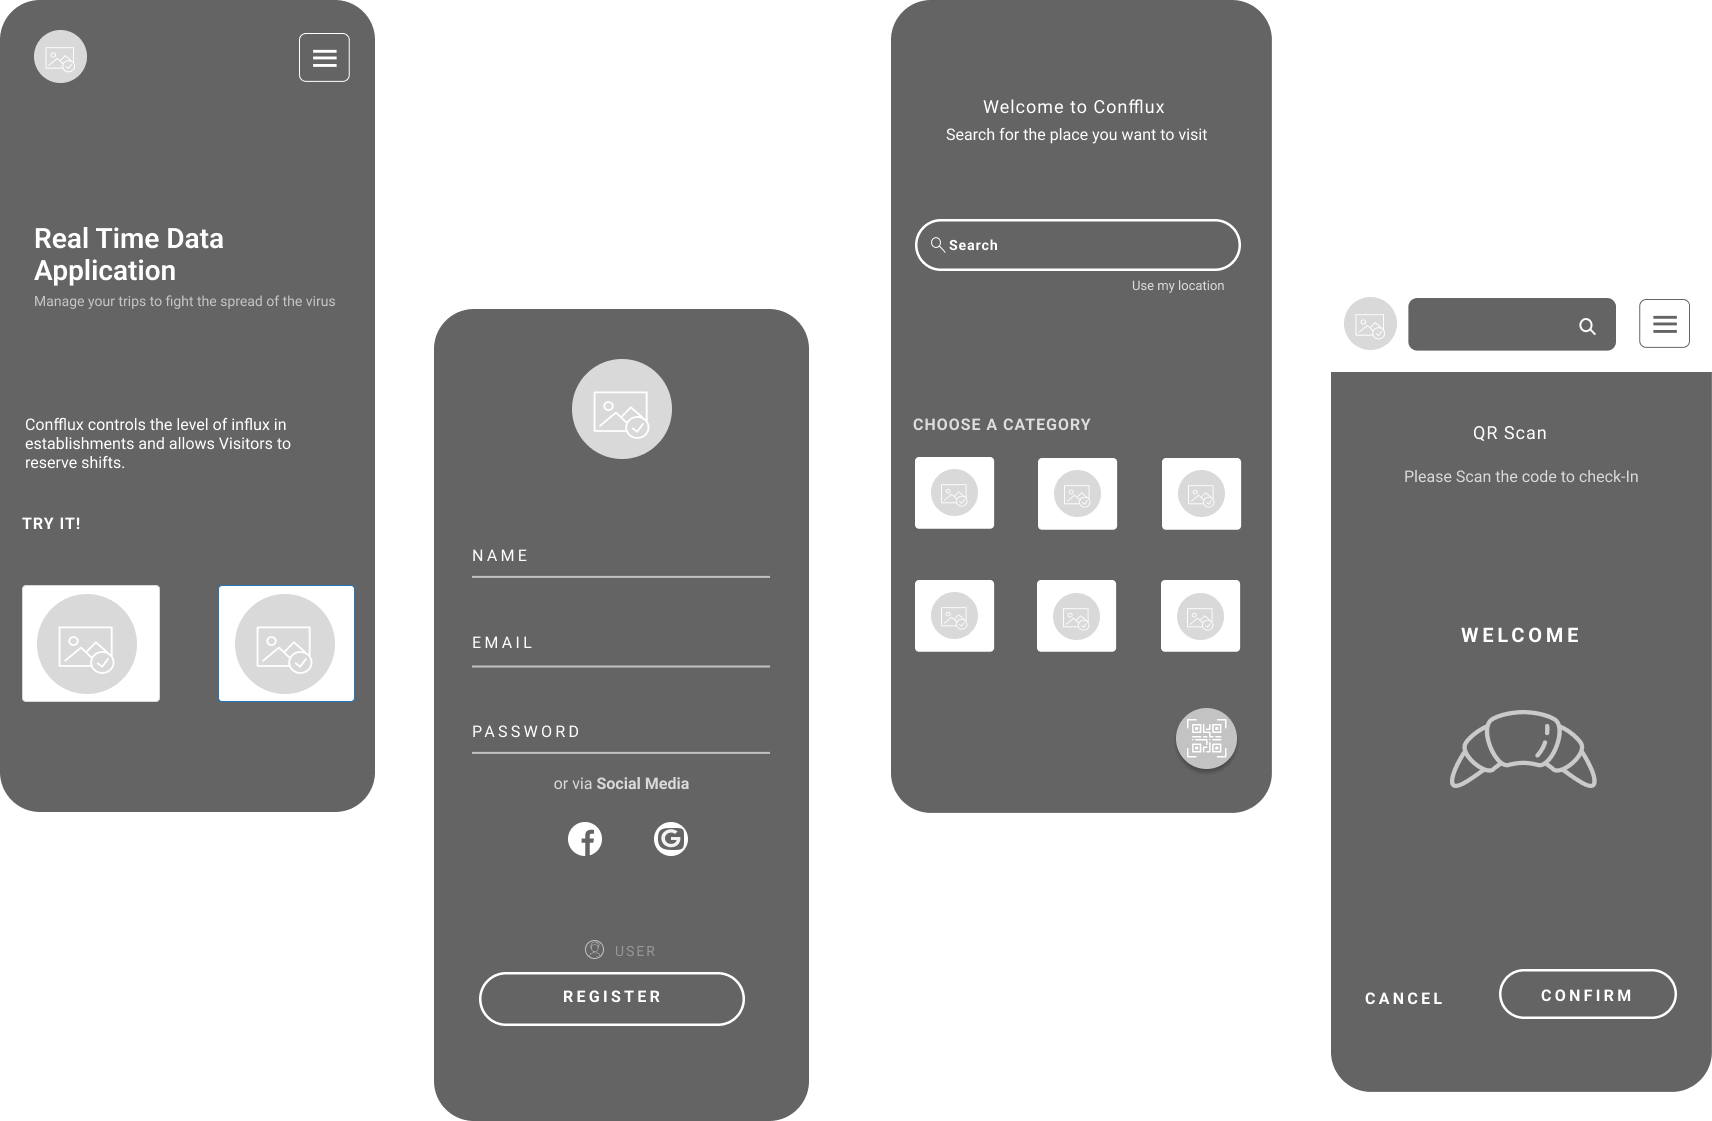 Real Time Data
Application
Manage your trips to fight the spread of the virus
Confflux controls the level of influx in
establishments and allows Visitors to
reserve shifts.
TRY IT!
NAME
EMAIL
PASSWORD
or via Social Media
USER
REGISTER
Welcome to Confflux
Search for the place you want to visit
Search
Use my location
CHOOSE A CATEGORY
QR Scan
Please Scan the code to check-In
WELCOME
CANCEL
CONFIRM